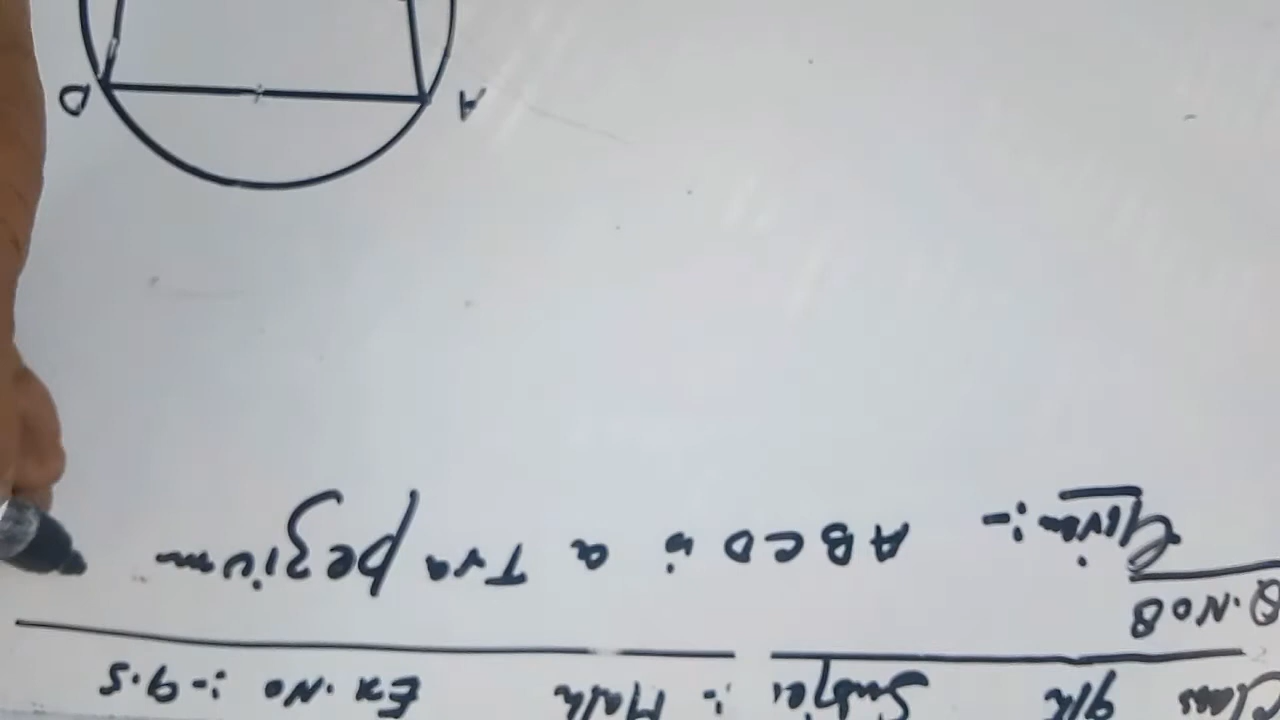 Class 9th Subject :- Math Ex.No :- 9.5
Q.No 8
Given :- ABCD is a Trapezium
A D